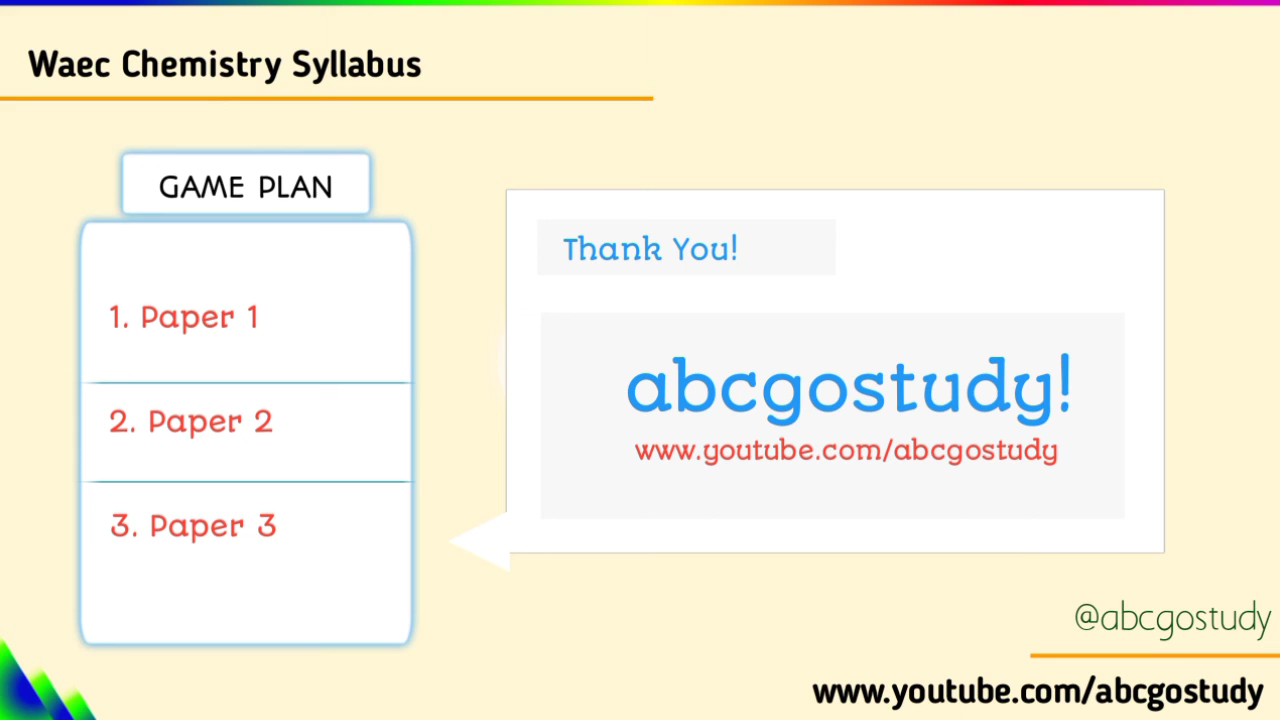 Waec Chemistry Syllabus
GAME PLAN
1. Paper 1
2. Paper 2
3. Paper 3
Thank You!
abcgostudy!
www.youtube.com/abcgostudy
@abcgostudy
www.youtube.com/abcgostudy